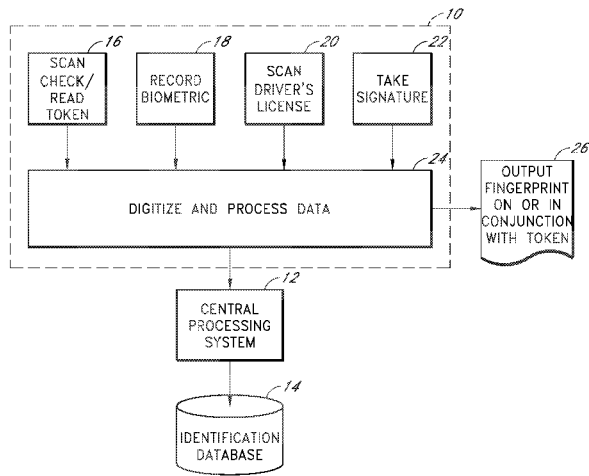 10
16
SCAN
CHECK/
READ
TOKEN
18
RECORD
BIOMETRIC
20
SCAN
DRIVER'S
LICENSE
22
TAKE
SIGNATURE
24
DIGITIZE AND PROCESS DATA
26
OUTPUT
FINGERPRINT
ON OR IN
CONJUNCTION
WITH TOKEN
12
CENTRAL
PROCESSING
SYSTEM
14
IDENTIFICATION
DATABASE